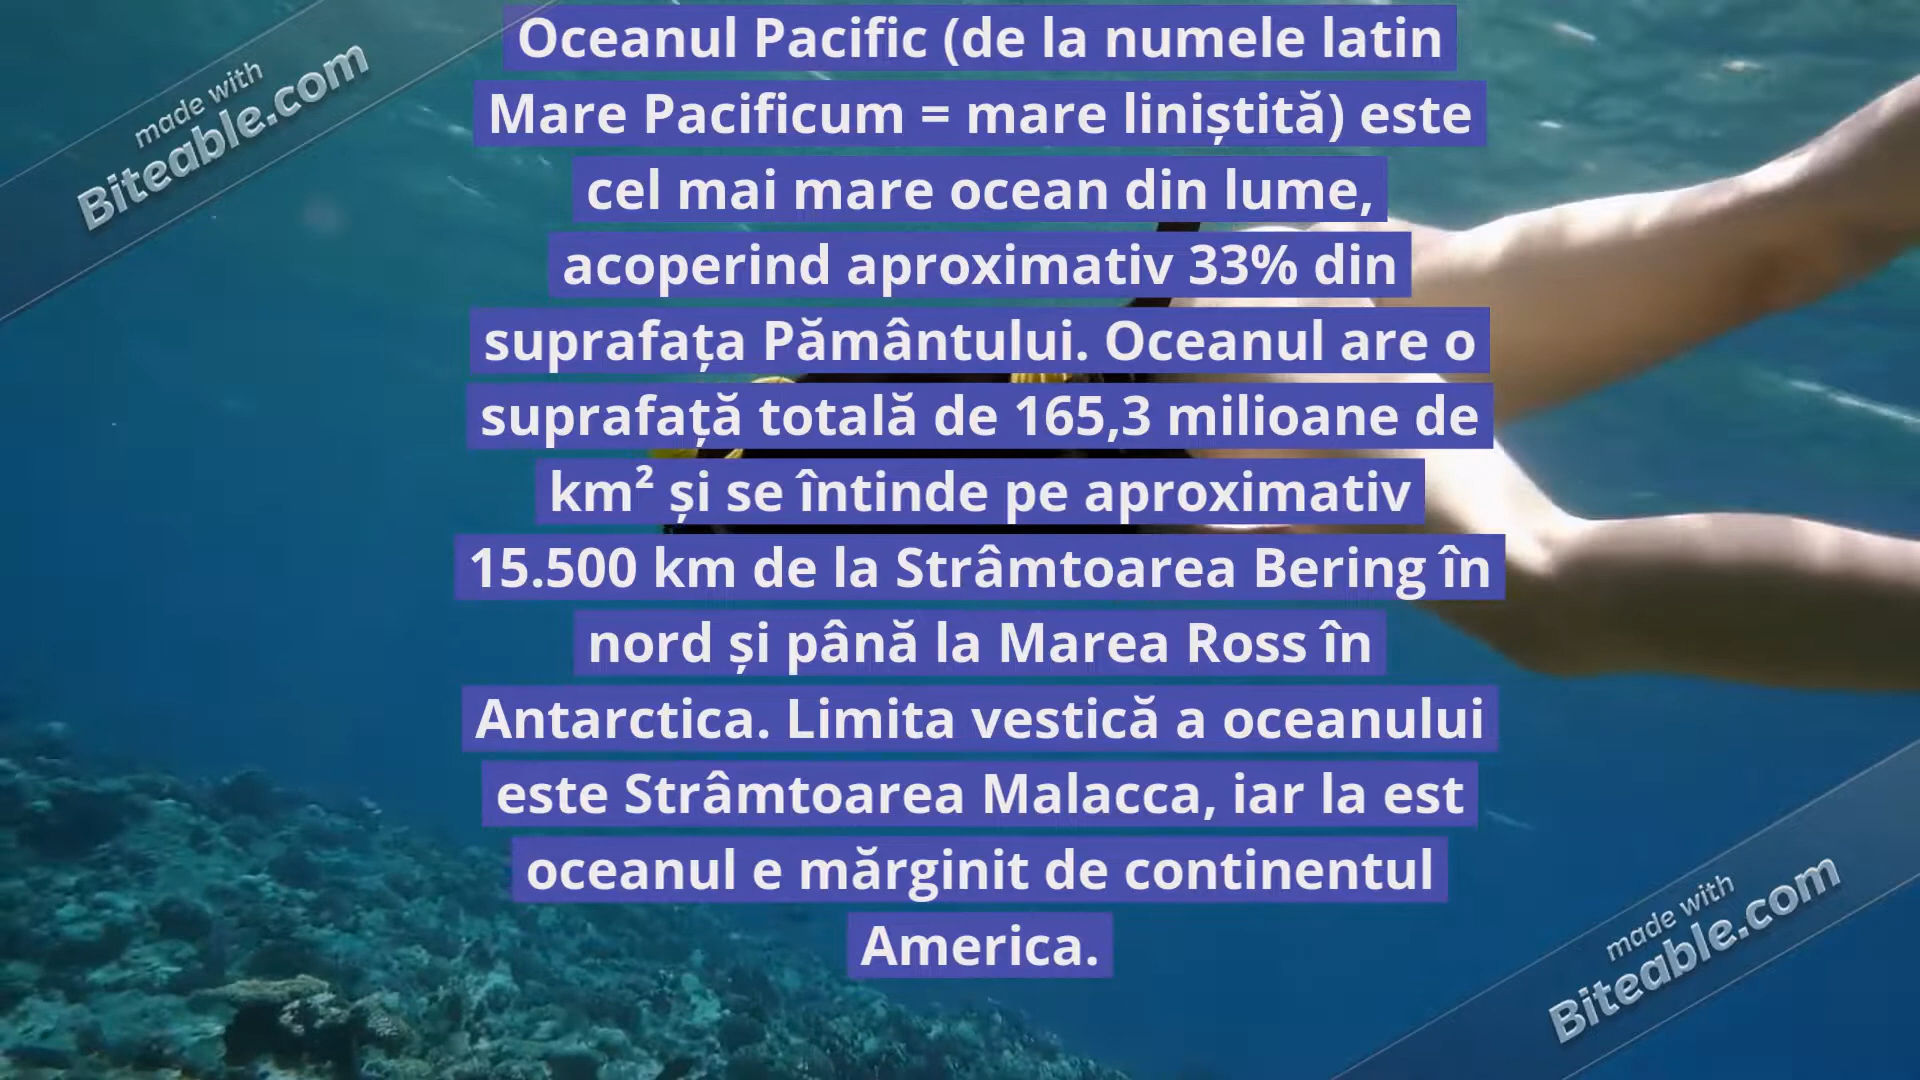 Oceanul Pacific (de la numele latin
Mare Pacificum = mare liniștită) este
cel mai mare ocean din lume,
acoperind aproximativ 33% din
suprafața Pământului. Oceanul are o
suprafață totală de 165,3 milioane de
km² și se întinde pe aproximativ
15.500 km de la Strâmtoarea Bering în
nord și până la Marea Ross în
Antarctica. Limita vestică a oceanului
este Strâmtoarea Malacca, iar la est
oceanul e mărginit de continentul
America.
made with
Biteable.com
made with
Biteable.com